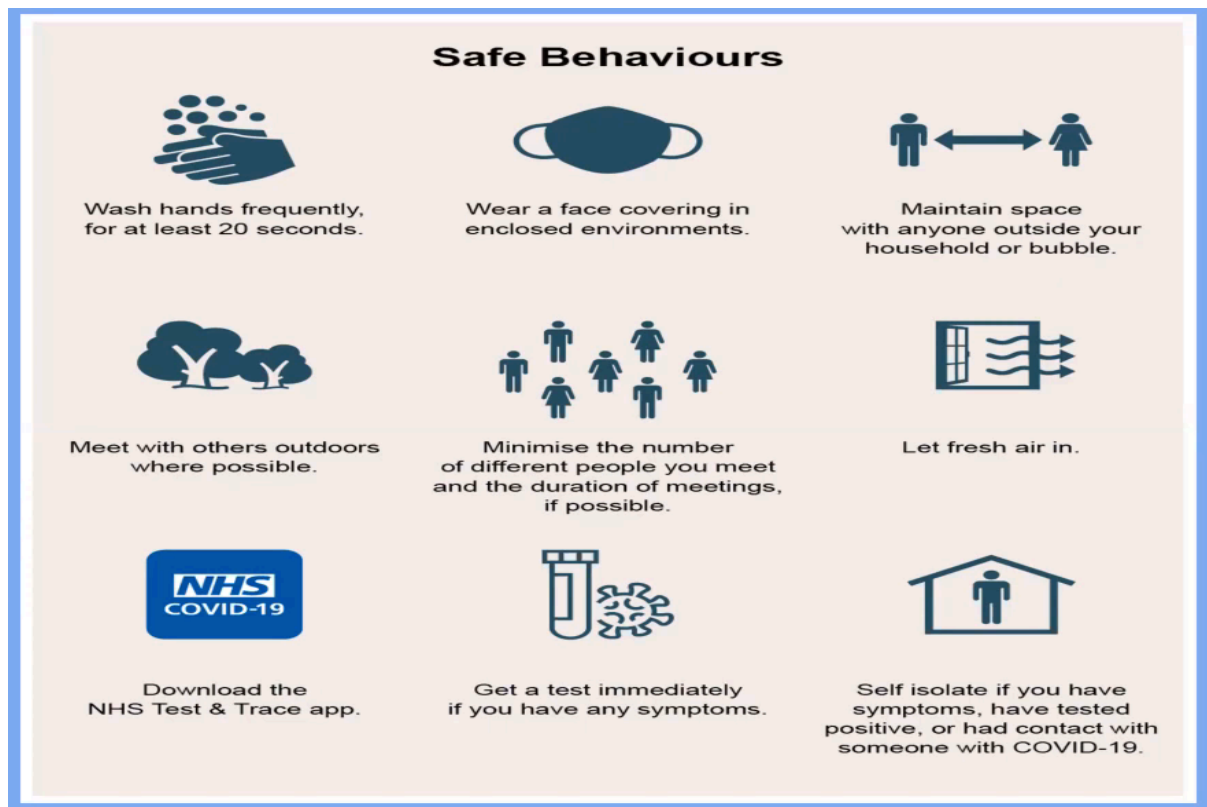 Safe Behaviours
Wash hands frequently,
for at least 20 seconds.
Wear a face covering in
enclosed environments.
Maintain space
with anyone outside your
household or bubble.
Meet with others outdoors
where possible.
Minimise the number
of different people you meet
and the duration of meetings,
if possible.
Let fresh air in.
NHS
COVID-19
Download the
NHS Test & Trace app.
Get a test immediately
if you have any symptoms.
Self isolate if you have
symptoms, have tested
positive, or had contact with
someone with COVID-19.